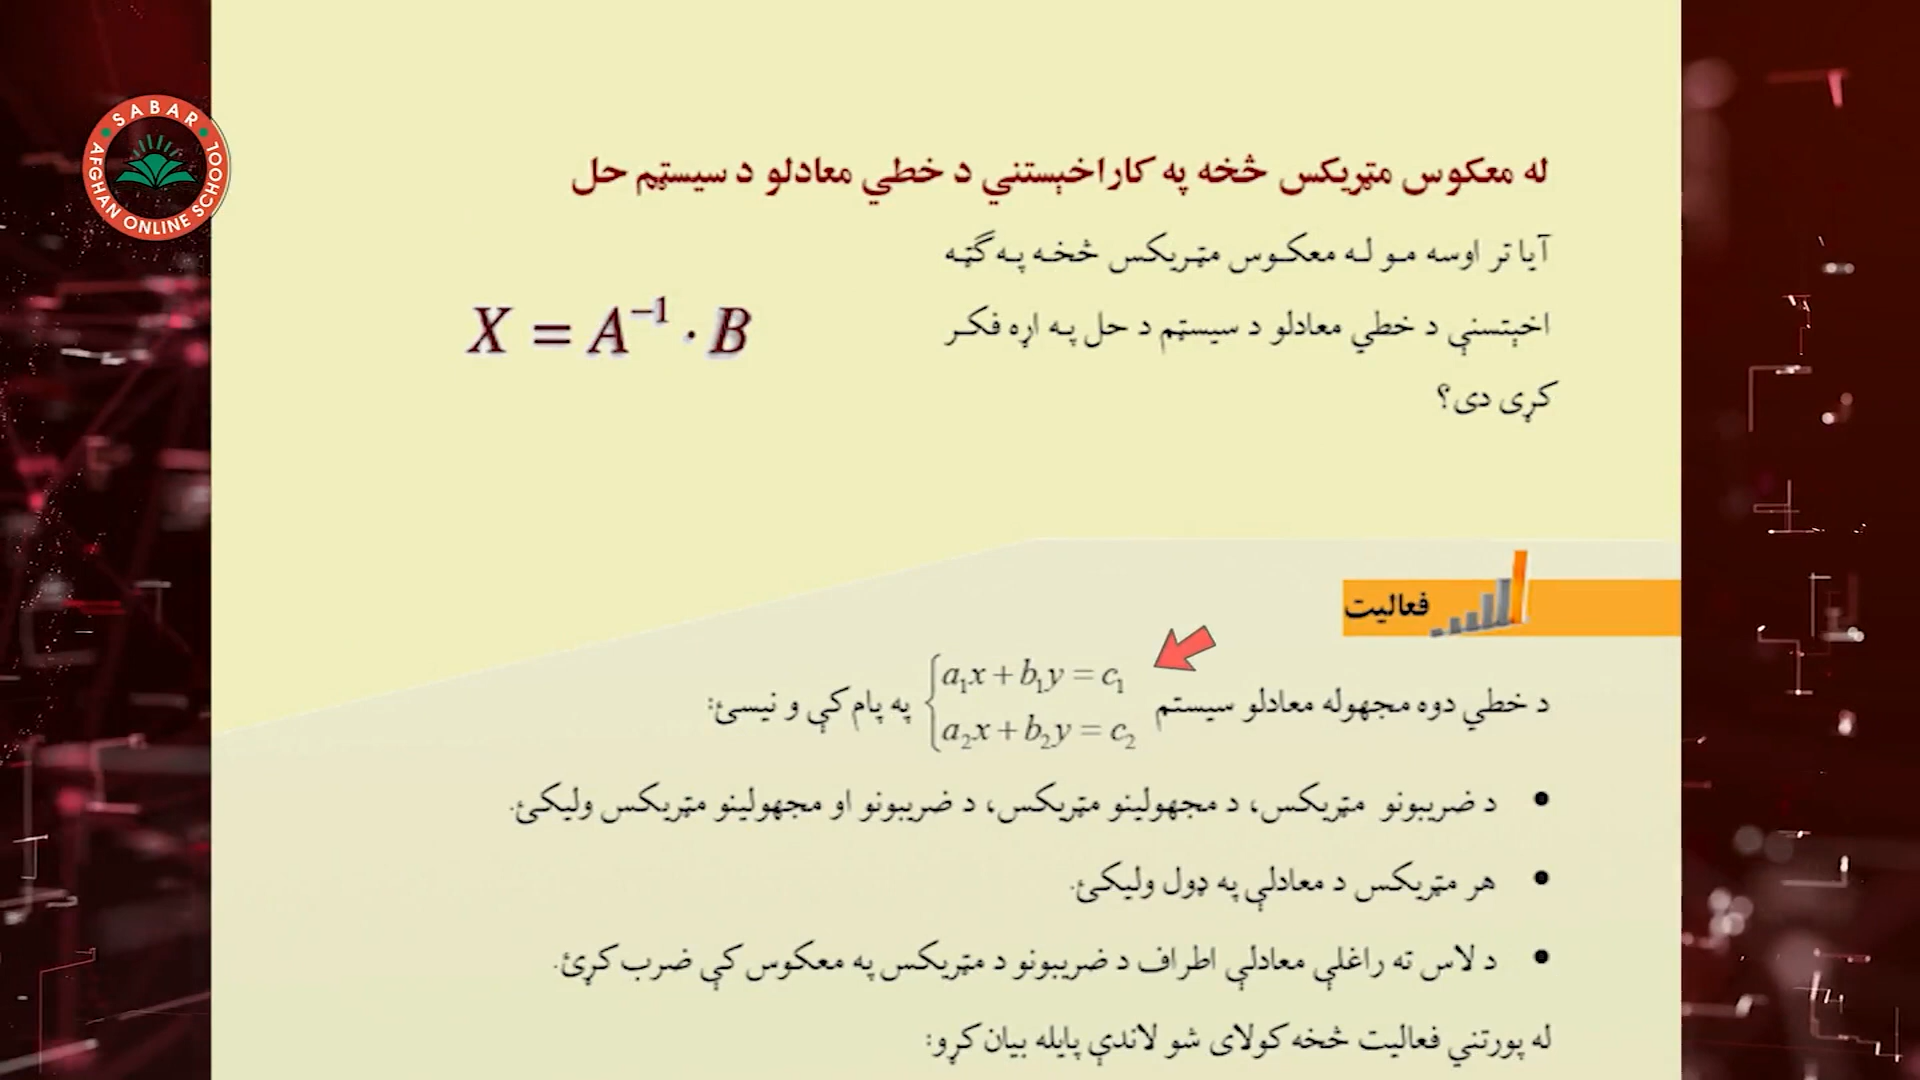 SABAR
AFGHAN ONLINE SCHOOL
له معکوس مټریکس څخه په کاراخېستنې د خطي معادلو د سیسټم حل
آیا تر اوسه مو له معکوس مټریکس څخه په ګټه
اخېتسنې د خطي معادلو د سیسټم د حل په اړه فکر
کړی دی؟
X = A⁻¹ · B
فعالیت
د خطي دوه مجهوله معادلو سیستم { a₁x + b₁y = c₁ a₂x + b₂y = c₂ په پام کې و نیسئ:
• د ضریبونو مټریکس، د مجهولینو مټریکس، د ضریبونو او مجهولینو مټریکس ولیکئ.
• هر مټریکس د معادلې په ډول ولیکئ.
• د لاس ته راغلې معادلې اطراف د ضریبونو د مټریکس په معکوس کې ضرب کړئ.
له پورتني فعالیت څخه کولای شو لاندې پایله بیان کړو: